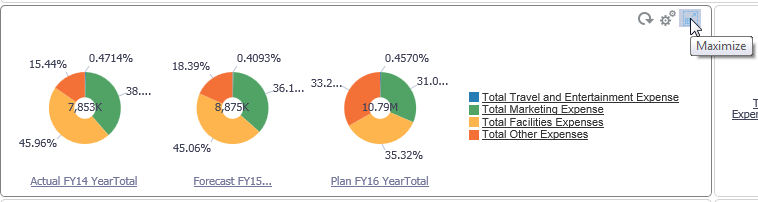 Maximize
15.44%
0.4714%
38....
7,853K
45.96%
Actual FY14 YearTotal
18.39%
0.4093%
36.1...
8,875K
45.06%
Forecast FY15...
33.2...
0.4570%
31.0...
10.79M
35.32%
Plan FY16 YearTotal
Total Travel and Entertainment Expense
Total Marketing Expense
Total Facilities Expenses
Total Other Expenses